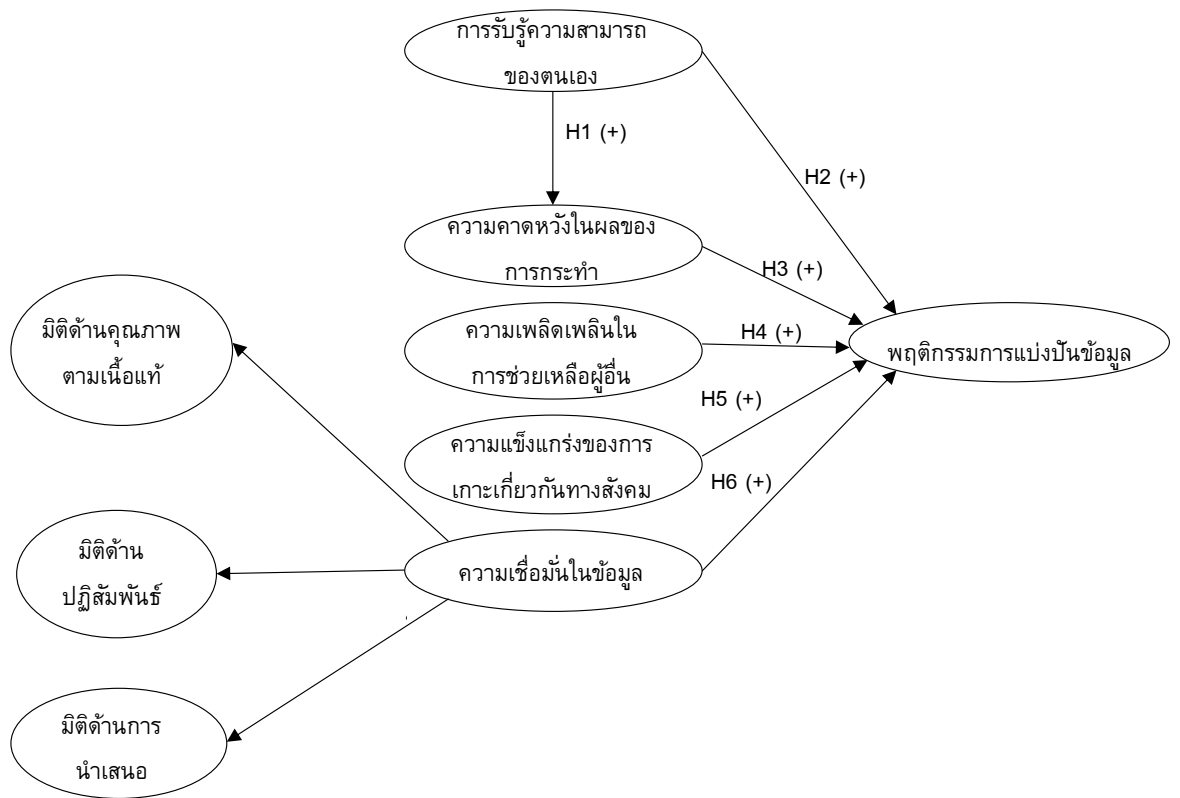 การรับรู้ความสามารถ
ของตนเอง
H1 (+)
H2 (+)
ความคาดหวังในผลของ
การกระทำ
H3 (+)
มิติด้านคุณภาพ
ตามเนื้อแท้
ความเพลิดเพลินใน
การช่วยเหลือผู้อื่น
H4 (+)
พฤติกรรมการแบ่งปันข้อมูล
H5 (+)
ความแข็งแกร่งของการ
เกาะเกี่ยวกันทางสังคม
H6 (+)
มิติด้าน
ปฏิสัมพันธ์
ความเชื่อมั่นในข้อมูล
มิติด้านการ
นำเสนอ